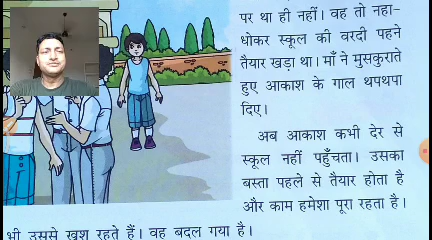 पर था ही नहीं। वह तो नहा-
धोकर स्कूल की वरदी पहने
तैयार खड़ा था। माँ ने मुसकुराते
हुए आकाश के गाल थपथपा
दिए।
अब आकाश कभी देर से
स्कूल नहीं पहुँचता। उसका
बस्ता पहले से तैयार होता है
और काम हमेशा पूरा रहता है।
भी उससे खुश रहते हैं। वह बदल गया है।